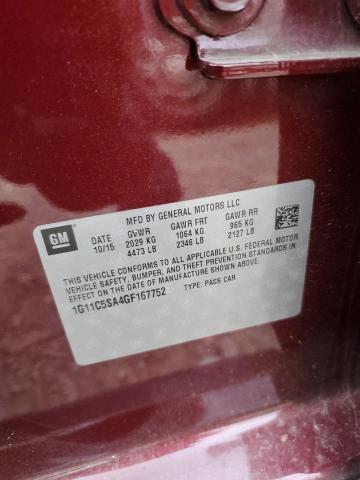 MFD BY GENERAL MOTORS LLC
GM DATE GVWR GAWR FRT GAWR RR
10/15 2029 KG 1064 KG 965 KG
4473 LB 2346 LB 2127 LB
THIS VEHICLE CONFORMS TO ALL APPLICABLE U.S. FEDERAL MOTOR
VEHICLE SAFETY, BUMPER, AND THEFT PREVENTION STANDARDS IN
EFFECT ON THE DATE OF MANUFACTURE SHOWN ABOVE.
1G11C5SA4GF167752 TYPE: PASS CAR